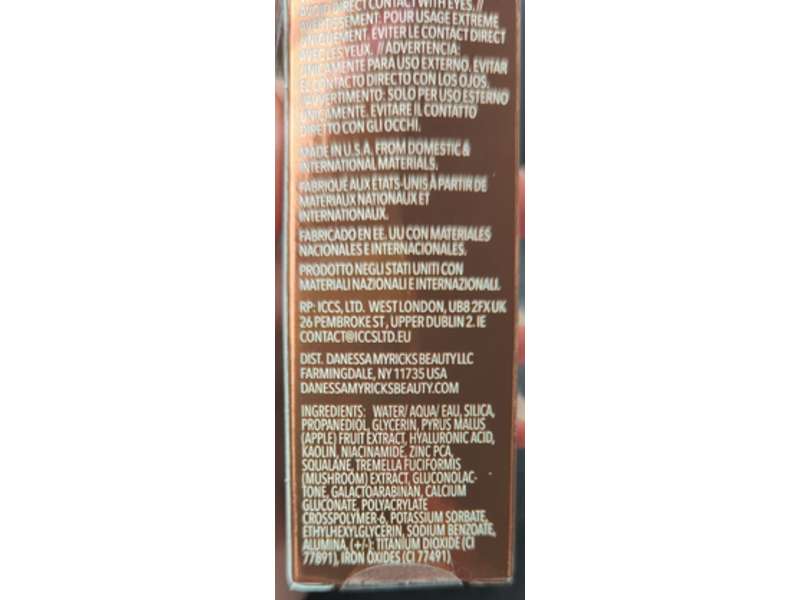 AVOID DIRECT CONTACT WITH EYES. //
AVERTISSEMENT: POUR USAGE EXTREME
UNIQUEMENT. EVITER LE CONTACT DIRECT
AVEC LES YEUX. // ADVERTENCIA:
ÚNICAMENTE PARA USO EXTERNO. EVITAR
EL CONTACTO DIRECTO CON LOS OJOS.
//AVVERTIMENTO: SOLO PER USO ESTERNO
UNICAMENTE. EVITARE IL CONTATTO
DIRETTO CON GLI OCCHI.
MADE IN U.S.A. FROM DOMESTIC &
INTERNATIONAL MATERIALS.
FABRIQUÉ AUX ÉTATS-UNIS À PARTIR DE
MATERIAUX NATIONAUX ET
INTERNATIONAUX.
FABRICADO EN EE. UU CON MATERIALES
NACIONALES E INTERNACIONALES.
PRODOTTO NEGLI STATI UNITI CON
MATERIALI NAZIONALI E INTERNAZIONALI.
RP: ICCS, LTD. WEST LONDON, UB8 2FX UK
26 PEMBROKE ST, UPPER DUBLIN 2. IE
CONTACT@ICCSLTD.EU
DIST. DANESSA MYRICKS BEAUTY LLC
FARMINGDALE, NY 11735 USA
DANESSAMYRICKSBEAUTY.COM
INGREDIENTS: WATER/ AQUA/ EAU, SILICA,
PROPANEDIOL, GLYCERIN, PYRUS MALUS
(APPLE) FRUIT EXTRACT, HYALURONIC ACID,
KAOLIN, NIACINAMIDE, ZINC PCA,
SQUALANE, TREMELLA FUCIFORMIS
(MUSHROOM) EXTRACT, GLUCONOLAC-
TONE, GALACTOARABINAN, CALCIUM
GLUCONATE, POLYACRYLATE
CROSSPOLYMER-6, POTASSIUM SORBATE,
ETHYLHEXYLGLYCERIN, SODIUM BENZOATE,
ALUMINA, (+/-): TITANIUM DIOXIDE (CI
77891), IRON OXIDES (CI 77491)